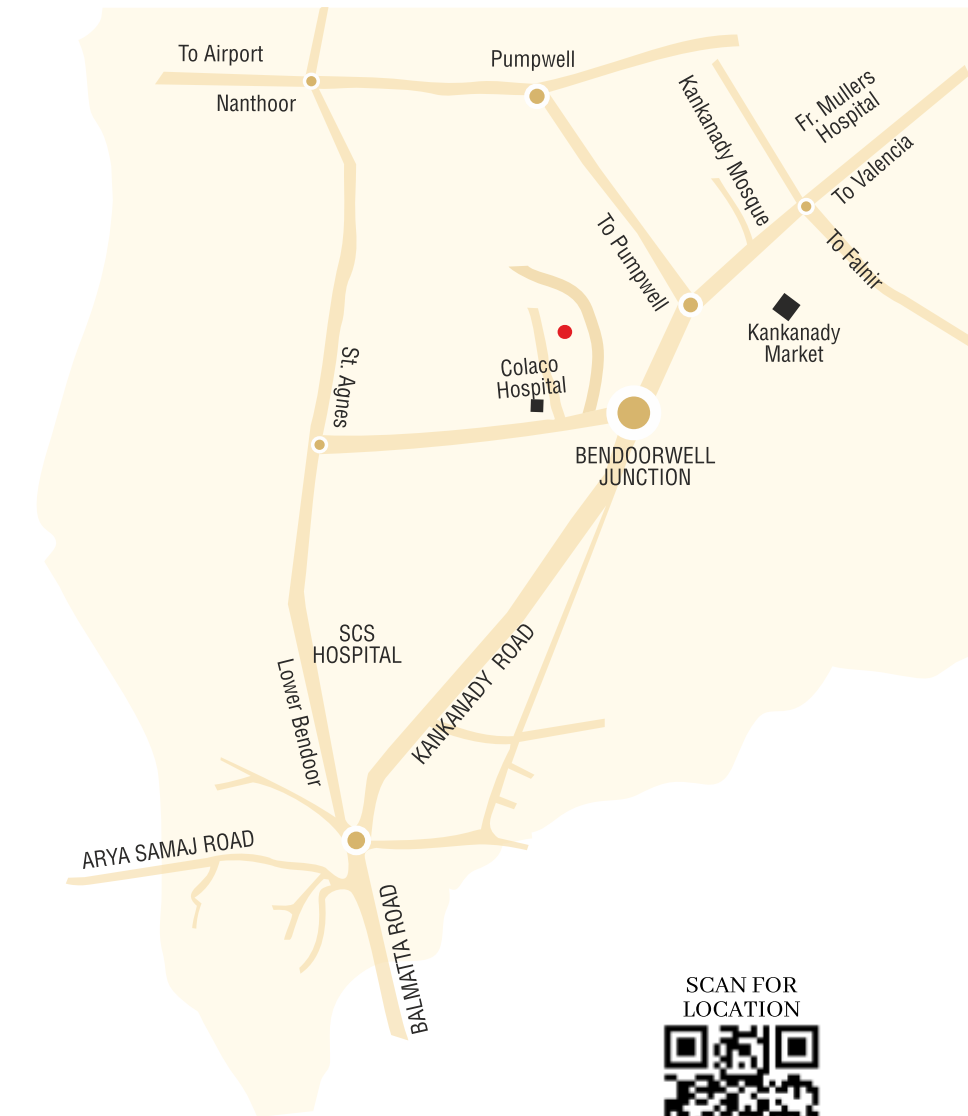 To Airport
Pumpwell
Nanthoor
Kankanady Mosque
Fr. Mullers
Hospital
To Valencia
To Pumpwell
To Falnir
Kankanady
Market
St. Agnes
Colaco
Hospital
BENDOORWELL
JUNCTION
SCS
HOSPITAL
Lower Bendoor
KANKANADY ROAD
ARYA SAMAJ ROAD
BALMATTA ROAD
SCAN FOR
LOCATION